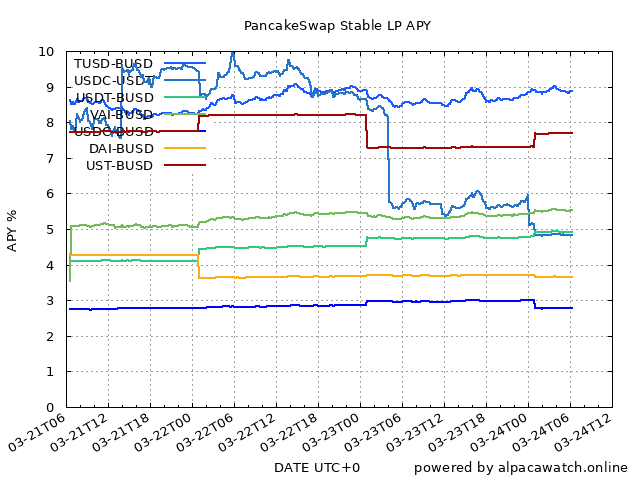 PancakeSwap Stable LP APY
10
9
8
7
6
5
4
3
2
1
0
APY %
TUSD-BUSD
USDC-USDT
USDT-BUSD
VAI-BUSD
USDC-BUSD
DAI-BUSD
UST-BUSD
03-21T06
03-21T12
03-21T18
03-22T00
03-22T06
03-22T12
03-22T18
03-23T00
03-23T06
03-23T12
03-23T18
03-24T00
03-24T06
03-24T12
DATE UTC+0
powered by alpacawatch.online